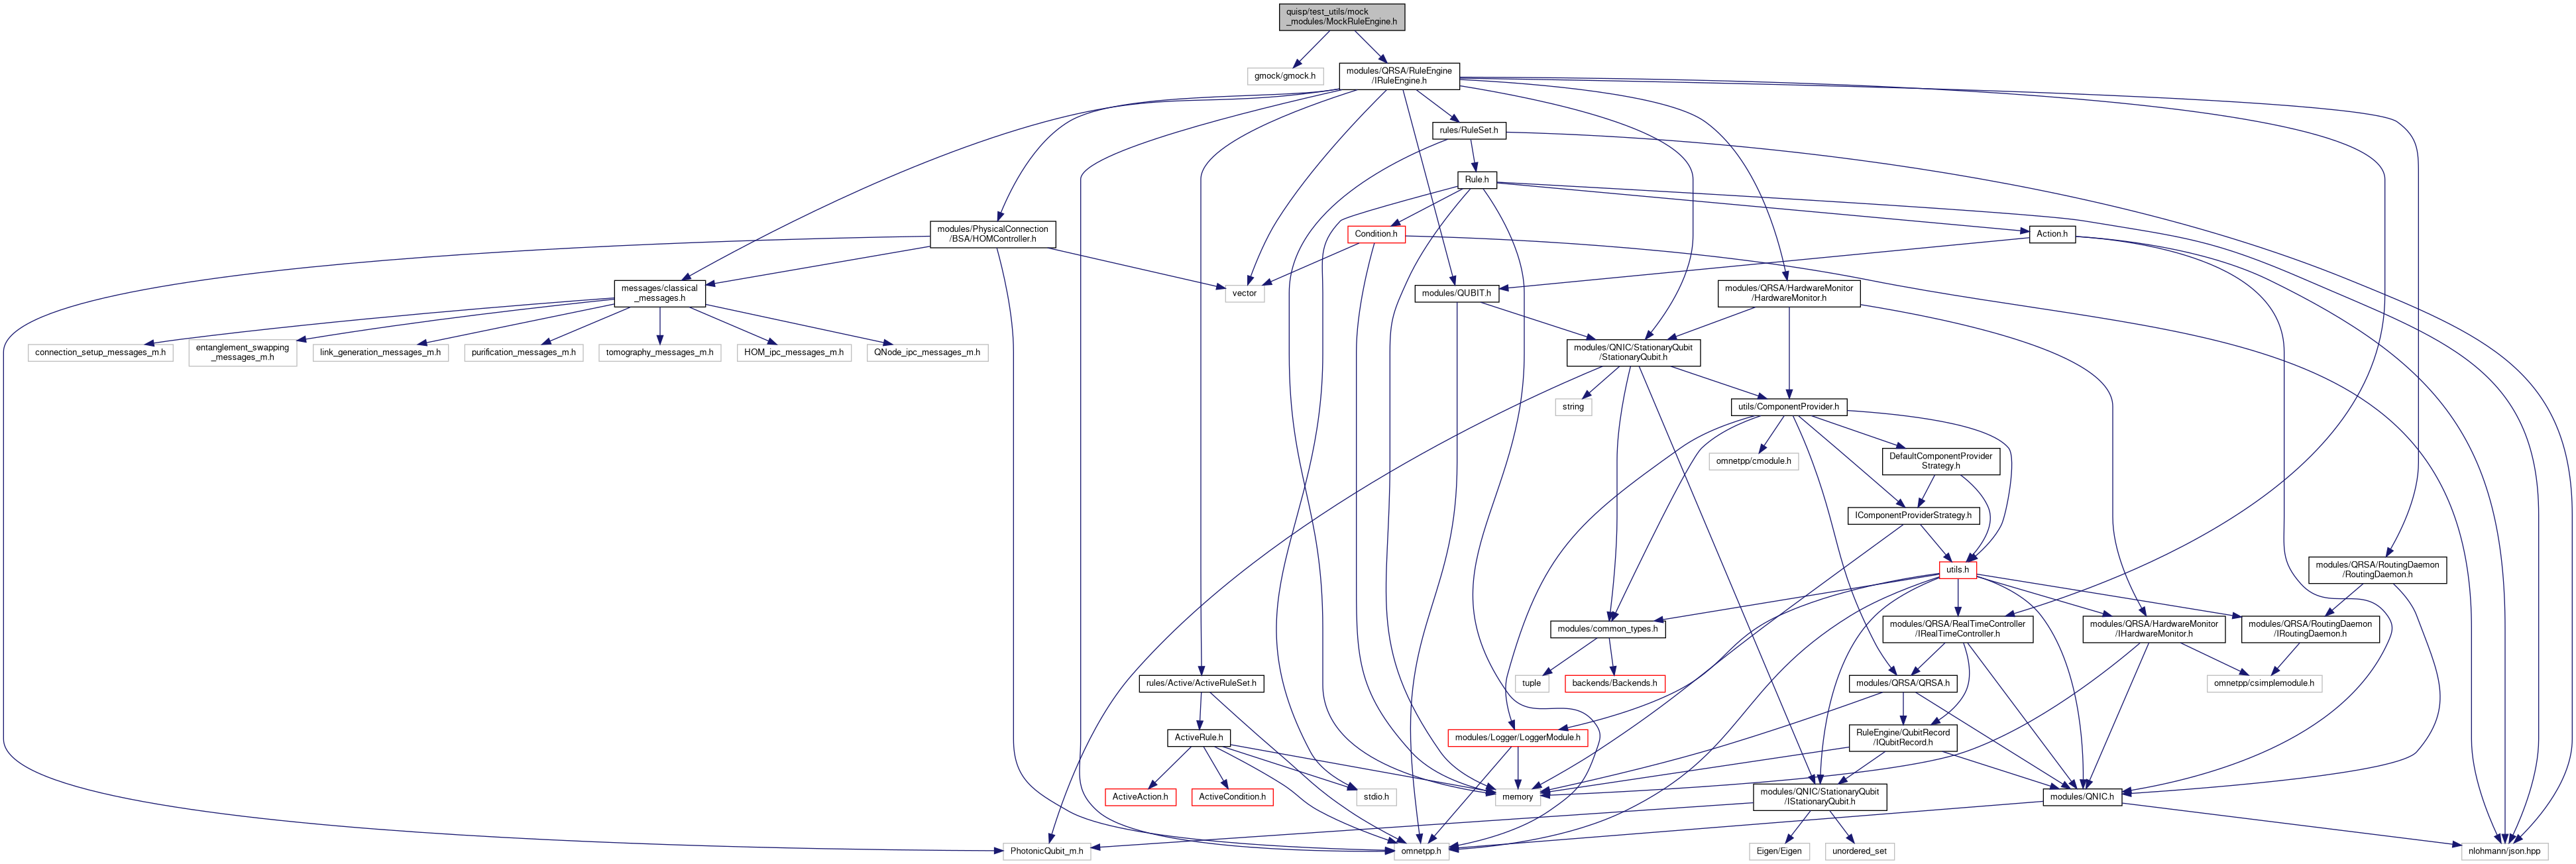 quisp/test_utils/mock
_modules/MockRuleEngine.h
gmock/gmock.h
modules/QRSA/RuleEngine
/IRuleEngine.h
rules/RuleSet.h
Rule.h
modules/PhysicalConnection
/BSA/HOMController.h
Condition.h
Action.h
messages/classical
_messages.h
vector
modules/QUBIT.h
modules/QRSA/HardwareMonitor
/HardwareMonitor.h
connection_setup_messages_m.h
entanglement_swapping
_messages_m.h
link_generation_messages_m.h
purification_messages_m.h
tomography_messages_m.h
HOM_ipc_messages_m.h
QNode_ipc_messages_m.h
modules/QNIC/StationaryQubit
/StationaryQubit.h
string
utils/ComponentProvider.h
omnetpp/cmodule.h
DefaultComponentProvider
Strategy.h
IComponentProviderStrategy.h
utils.h
modules/QRSA/RoutingDaemon
/RoutingDaemon.h
modules/common_types.h
modules/QRSA/RealTimeController
/IRealTimeController.h
modules/QRSA/HardwareMonitor
/IHardwareMonitor.h
modules/QRSA/RoutingDaemon
/IRoutingDaemon.h
rules/Active/ActiveRuleSet.h
tuple
backends/Backends.h
modules/QRSA/QRSA.h
omnetpp/csimplemodule.h
ActiveRule.h
modules/Logger/LoggerModule.h
RuleEngine/QubitRecord
/IQubitRecord.h
ActiveAction.h
ActiveCondition.h
stdio.h
memory
modules/QNIC/StationaryQubit
/IStationaryQubit.h
modules/QNIC.h
PhotonicQubit_m.h
omnetpp.h
Eigen/Eigen
unordered_set
nlohmann/json.hpp